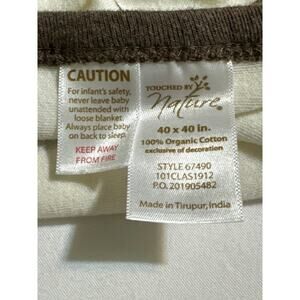 CAUTION
For infant's safety,
never leave baby
unattended with
loose blanket.
Always place baby
on back to sleep.
KEEP AWAY
FROM FIRE
TOUCHED BY
Nature
40 x 40 in.
100% Organic Cotton
exclusive of decoration
STYLE 67490
101CLAS1912
P.O. 201905482
Made in Tirupur, India